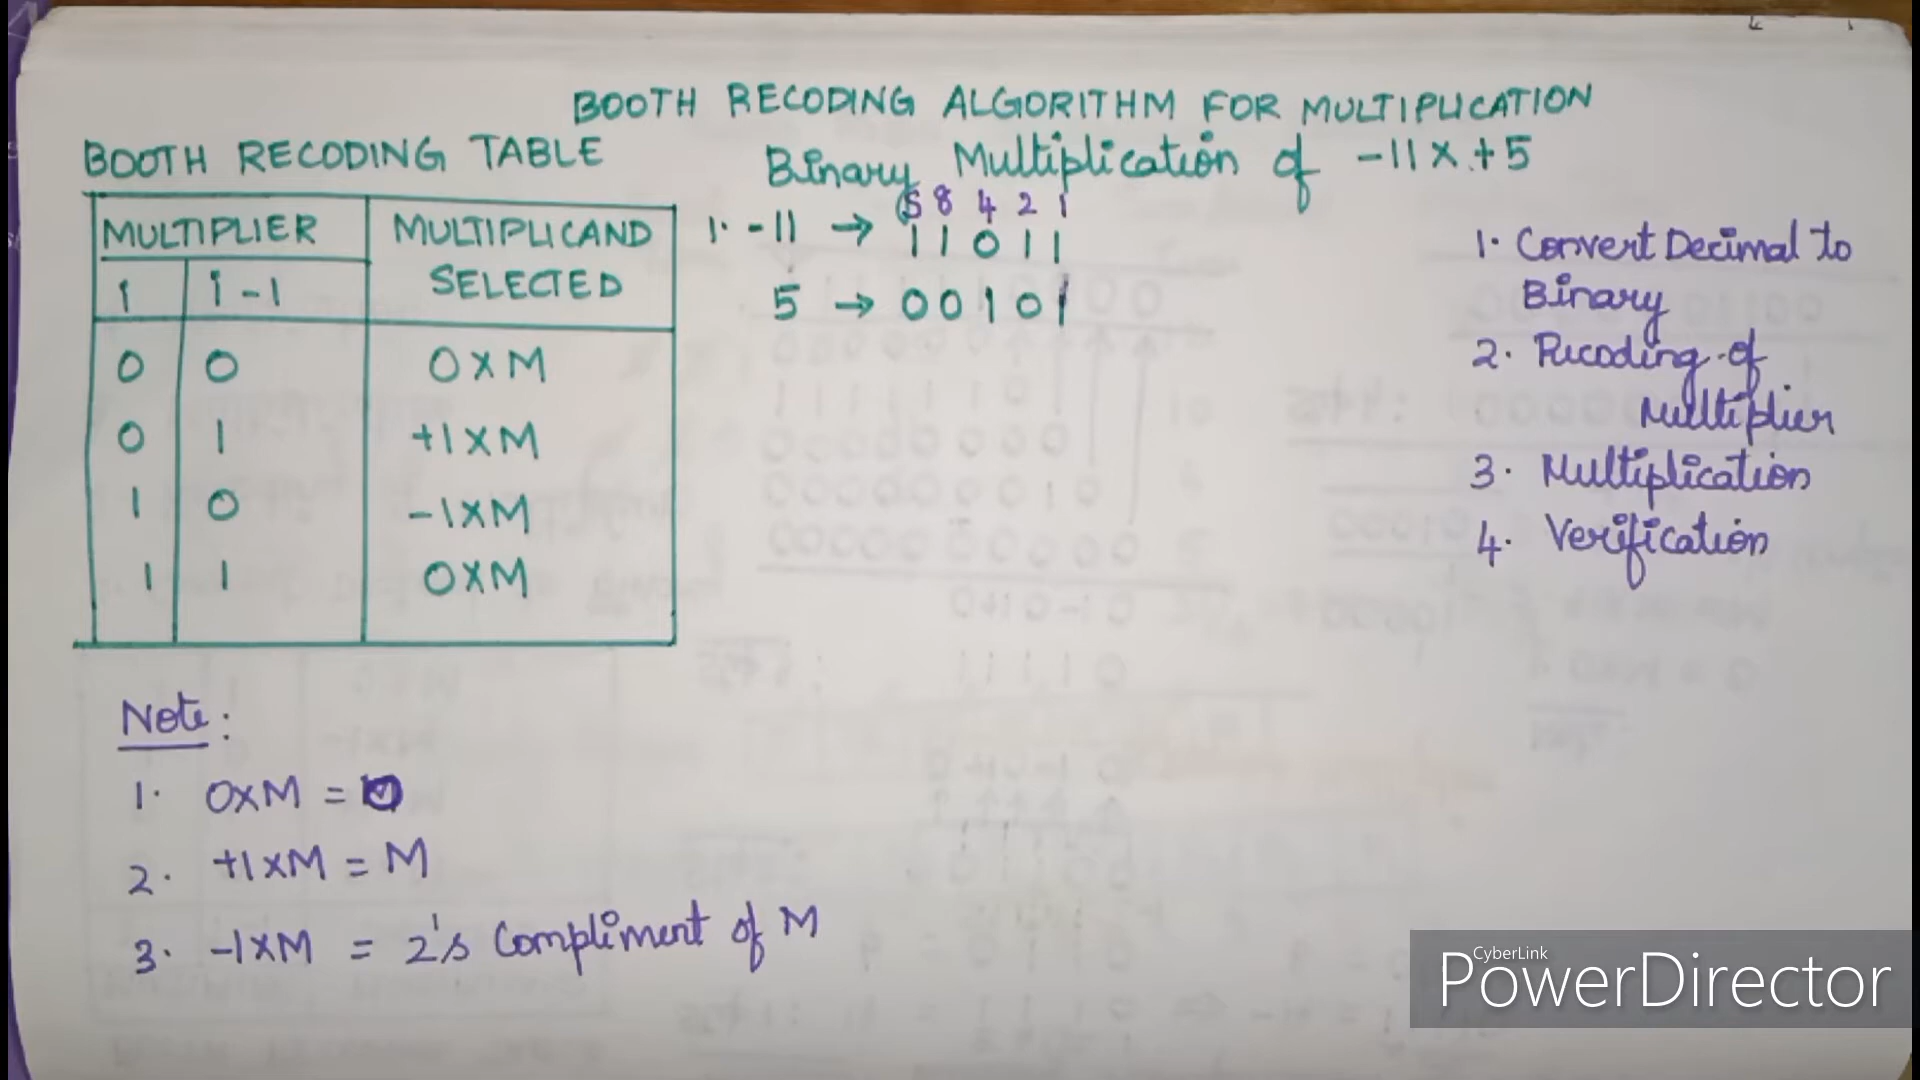 BOOTH RECODING ALGORITHM FOR MULTIPLICATION
BOOTH RECODING TABLE
MULTIPLIER MULTIPLICAND SELECTED
i i-1
0 0 0XM
0 1 +1XM
1 0 -1XM
1 1 0XM
Binary Multiplication of -11 X +5
S 8 4 2 1
1. -11 → 1 1 0 1 1
5 → 0 0 1 0 1
1. Convert Decimal to
Binary
2. Recoding of
Multiplier
3. Multiplication
4. Verification
Note:
1. 0XM = 0
2. +1XM = M
3. -1XM = 2's Compliment of M
CyberLink
PowerDirector